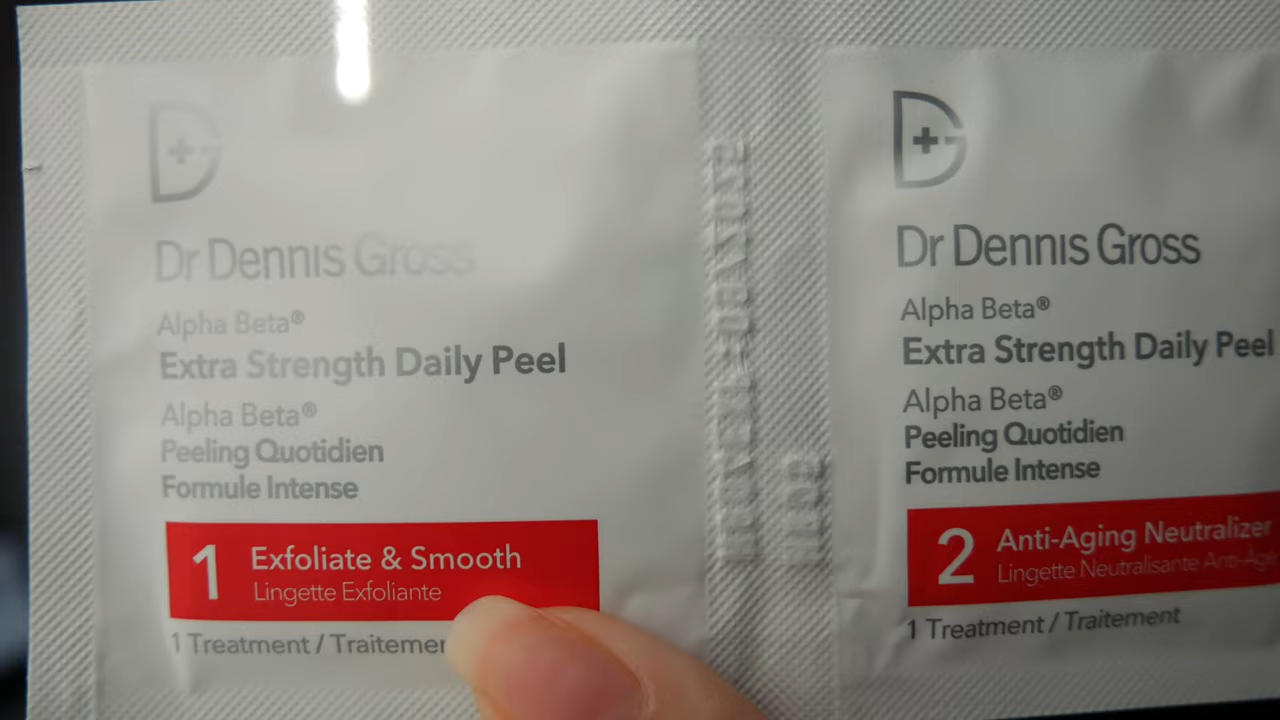 Dr Dennis Gross
Alpha Beta®
Extra Strength Daily Peel
Alpha Beta®
Peeling Quotidien
Formule Intense
1 Exfoliate & Smooth
Lingette Exfoliante
1 Treatment / Traitemen
Dr Dennis Gross
Alpha Beta®
Extra Strength Daily Peel
Alpha Beta®
Peeling Quotidien
Formule Intense
2 Anti-Aging Neutralizer
Lingette Neutralisante Anti-Âge
1 Treatment / Traitement